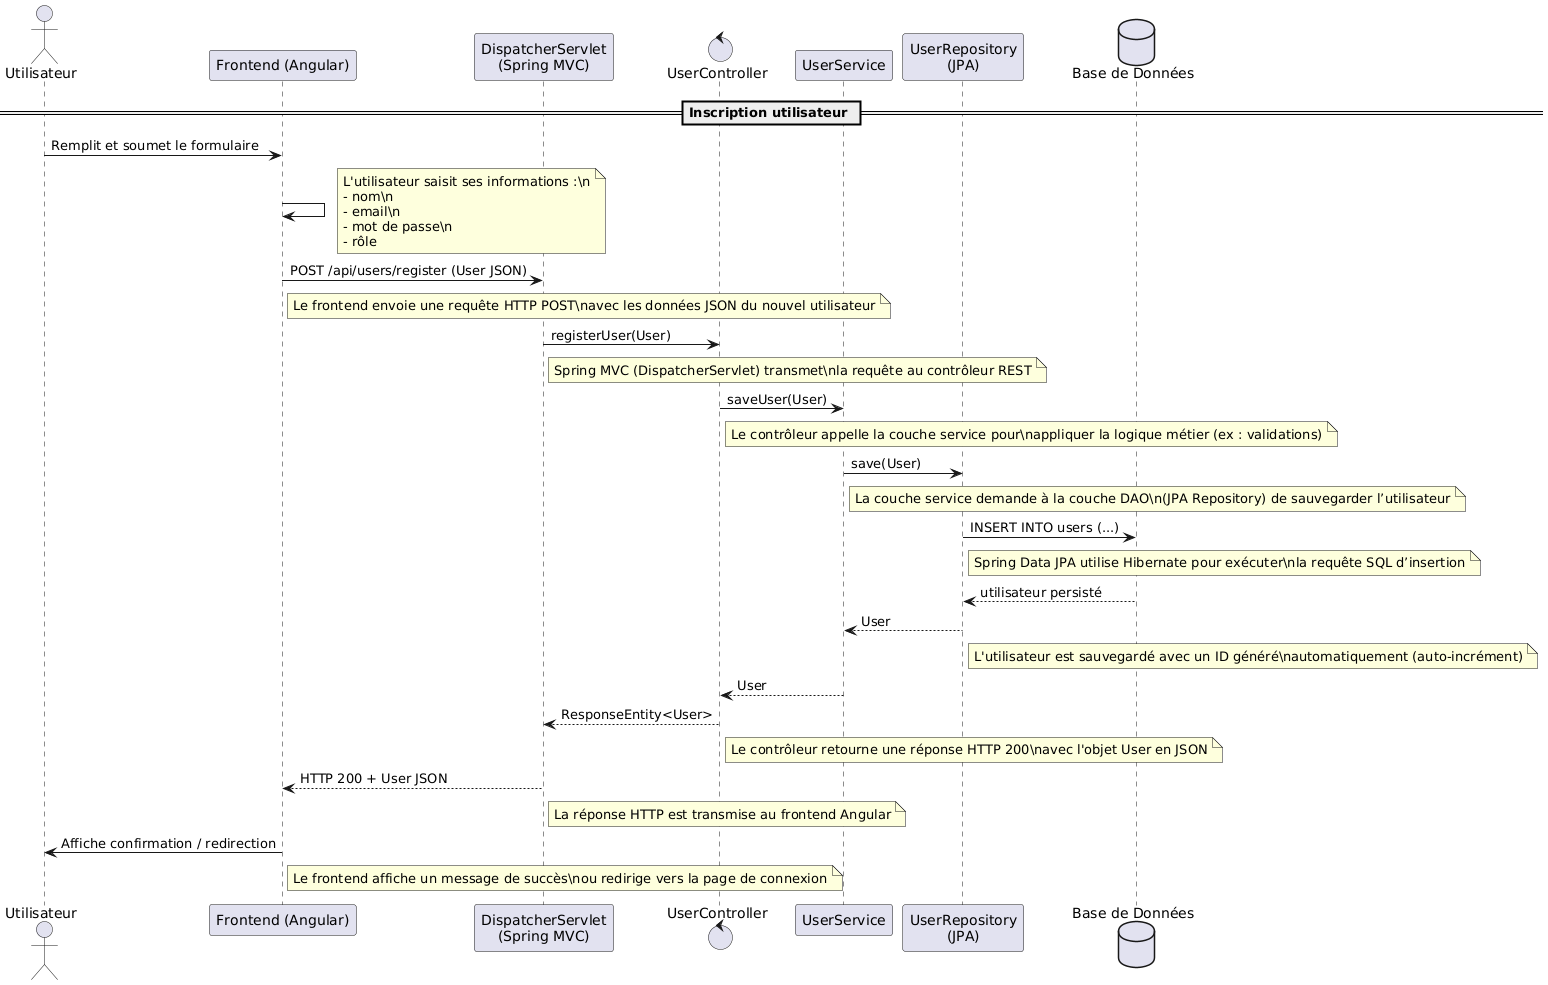 Utilisateur
Frontend (Angular)
DispatcherServlet
(Spring MVC)
UserController
UserService
UserRepository
(JPA)
Base de Données
Inscription utilisateur
Remplit et soumet le formulaire
L'utilisateur saisit ses informations :\n
- nom\n
- email\n
- mot de passe\n
- rôle
POST /api/users/register (User JSON)
Le frontend envoie une requête HTTP POST\navec les données JSON du nouvel utilisateur
registerUser(User)
Spring MVC (DispatcherServlet) transmet\nla requête au contrôleur REST
saveUser(User)
Le contrôleur appelle la couche service pour\nappliquer la logique métier (ex : validations)
save(User)
La couche service demande à la couche DAO\n(JPA Repository) de sauvegarder l’utilisateur
INSERT INTO users (...)
Spring Data JPA utilise Hibernate pour exécuter\nla requête SQL d’insertion
utilisateur persisté
User
L'utilisateur est sauvegardé avec un ID généré\nautomatiquement (auto-incrément)
User
ResponseEntity<User>
Le contrôleur retourne une réponse HTTP 200\navec l'objet User en JSON
HTTP 200 + User JSON
La réponse HTTP est transmise au frontend Angular
Affiche confirmation / redirection
Le frontend affiche un message de succès\nou redirige vers la page de connexion
Utilisateur
Frontend (Angular)
DispatcherServlet
(Spring MVC)
UserController
UserService
UserRepository
(JPA)
Base de Données